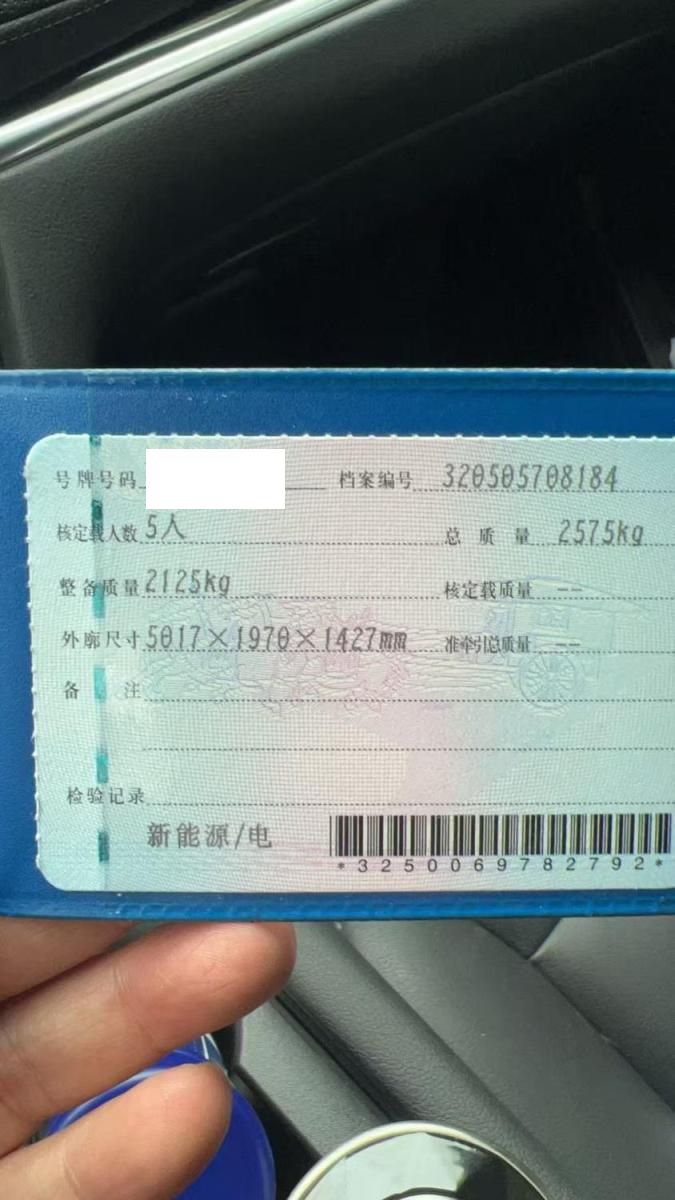 号牌号码 档案编号 320505708184
核定载人数 5人 总质量 2575kg
整备质量 2125kg 核定载质量 --
外廓尺寸 5017×1970×1427mm 准牵引总质量 --
备注
检验记录
新能源/电
*3250069782792*